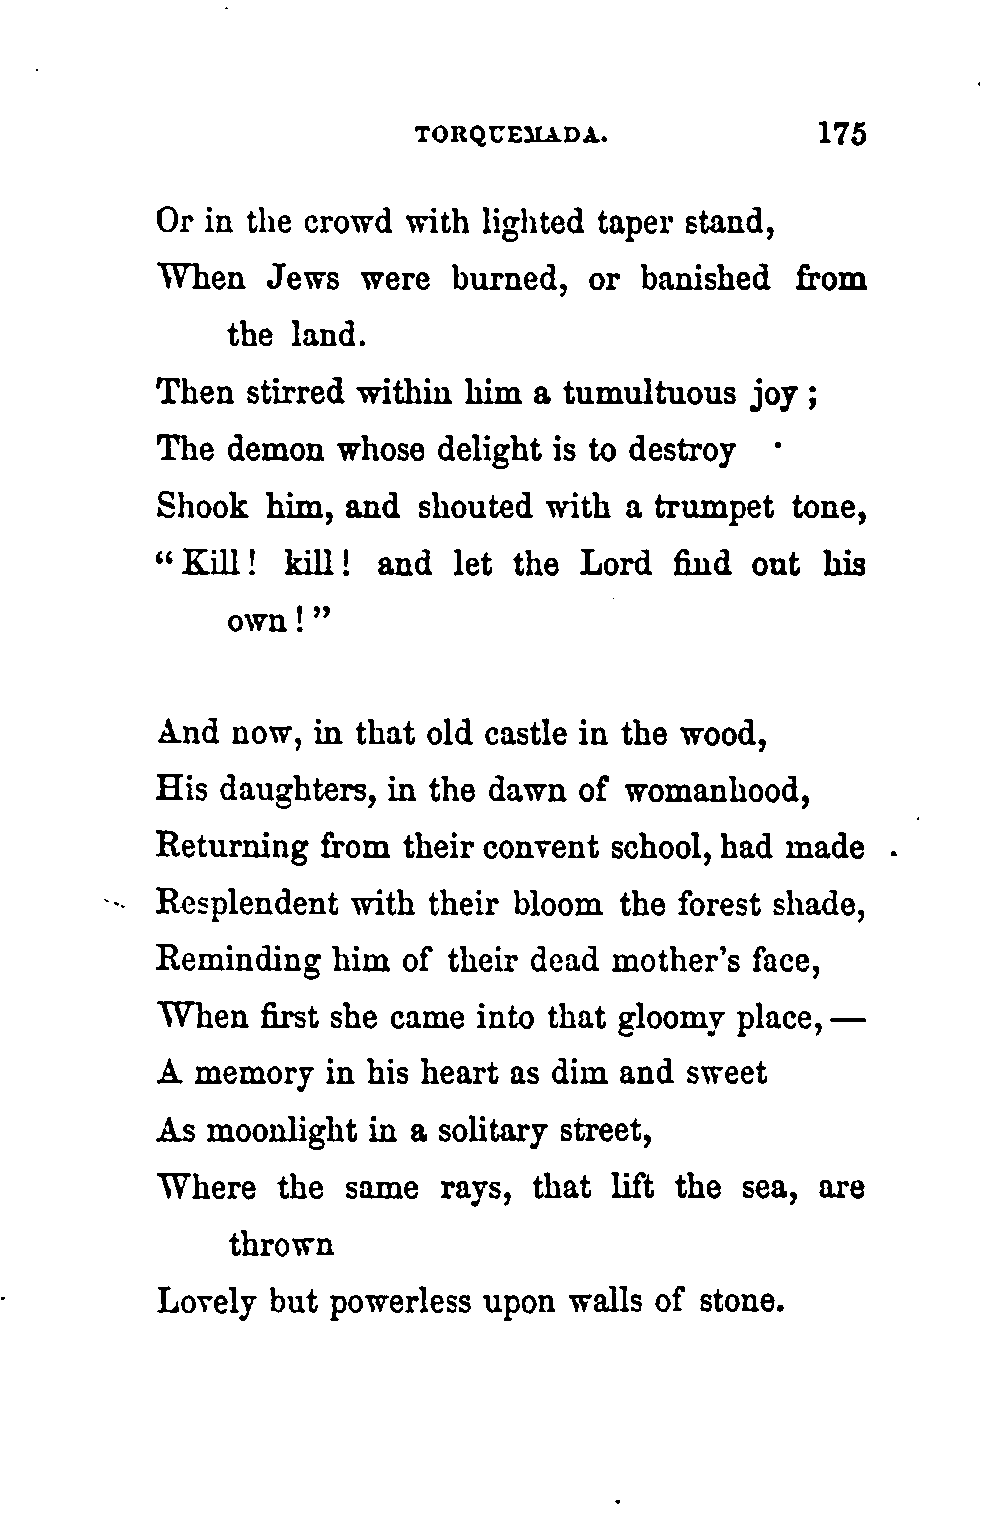 TORQUEMADA. 175
Or in the crowd with lighted taper stand,
When Jews were burned, or banished from
the land.
Then stirred within him a tumultuous joy;
The demon whose delight is to destroy
Shook him, and shouted with a trumpet tone,
"Kill! kill! and let the Lord find out his
own!"
And now, in that old castle in the wood,
His daughters, in the dawn of womanhood,
Returning from their convent school, had made
Resplendent with their bloom the forest shade,
Reminding him of their dead mother's face,
When first she came into that gloomy place,—
A memory in his heart as dim and sweet
As moonlight in a solitary street,
Where the same rays, that lift the sea, are
thrown
Lovely but powerless upon walls of stone.